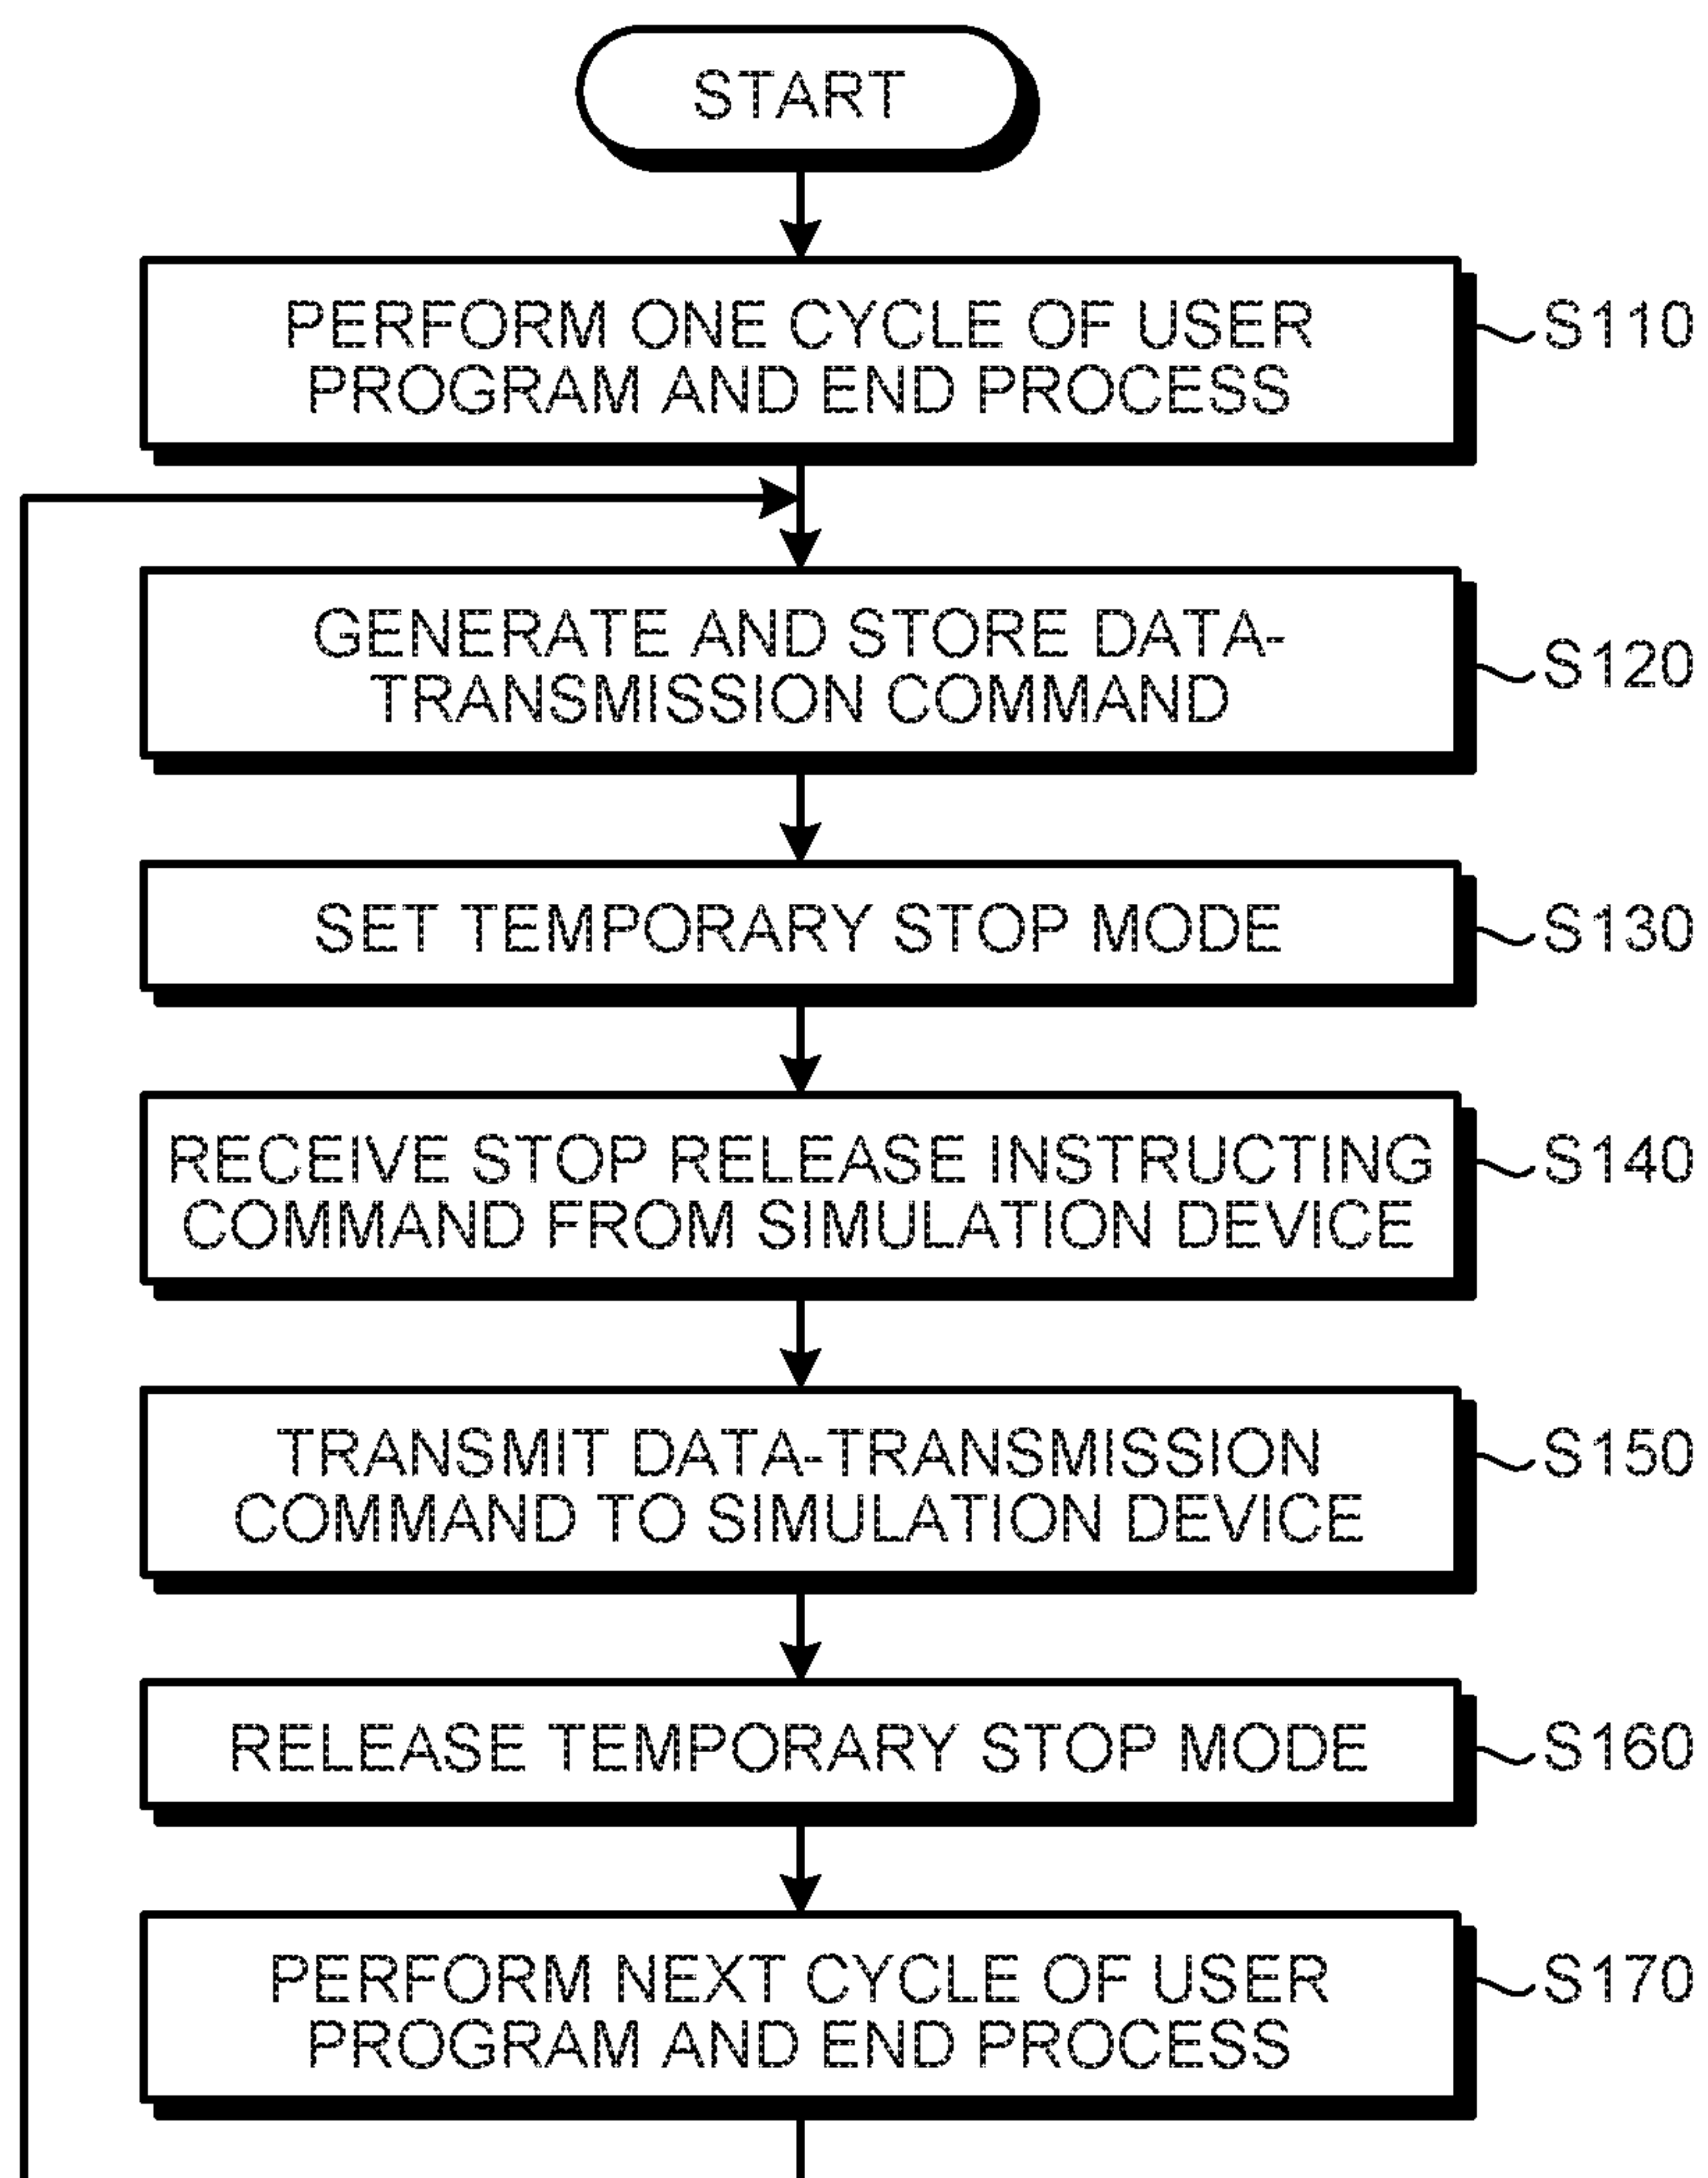 START
PERFORM ONE CYCLE OF USER
PROGRAM AND END PROCESS
S110
GENERATE AND STORE DATA-
TRANSMISSION COMMAND
S120
SET TEMPORARY STOP MODE
S130
RECEIVE STOP RELEASE INSTRUCTING
COMMAND FROM SIMULATION DEVICE
S140
TRANSMIT DATA-TRANSMISSION
COMMAND TO SIMULATION DEVICE
S150
RELEASE TEMPORARY STOP MODE
S160
PERFORM NEXT CYCLE OF USER
PROGRAM AND END PROCESS
S170